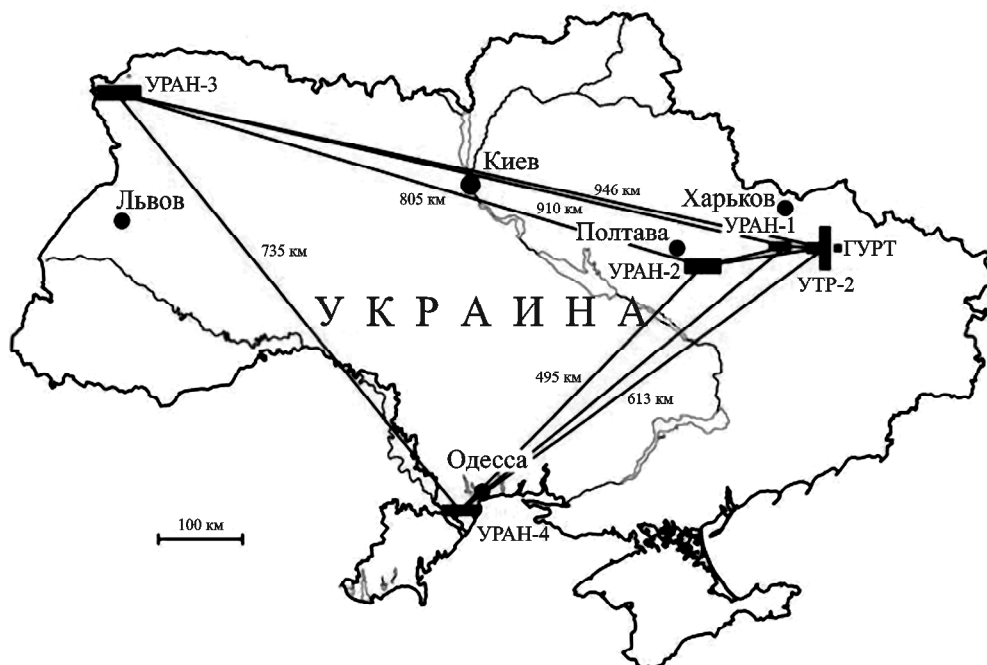 УРАН-3
Киев
946 км
Харьков
805 км
910 км
Львов
УРАН-1
Полтава
ГУРТ
735 км
УРАН-2
УТР-2
УКРАИНА
495 км
613 км
Одесса
100 км
УРАН-4